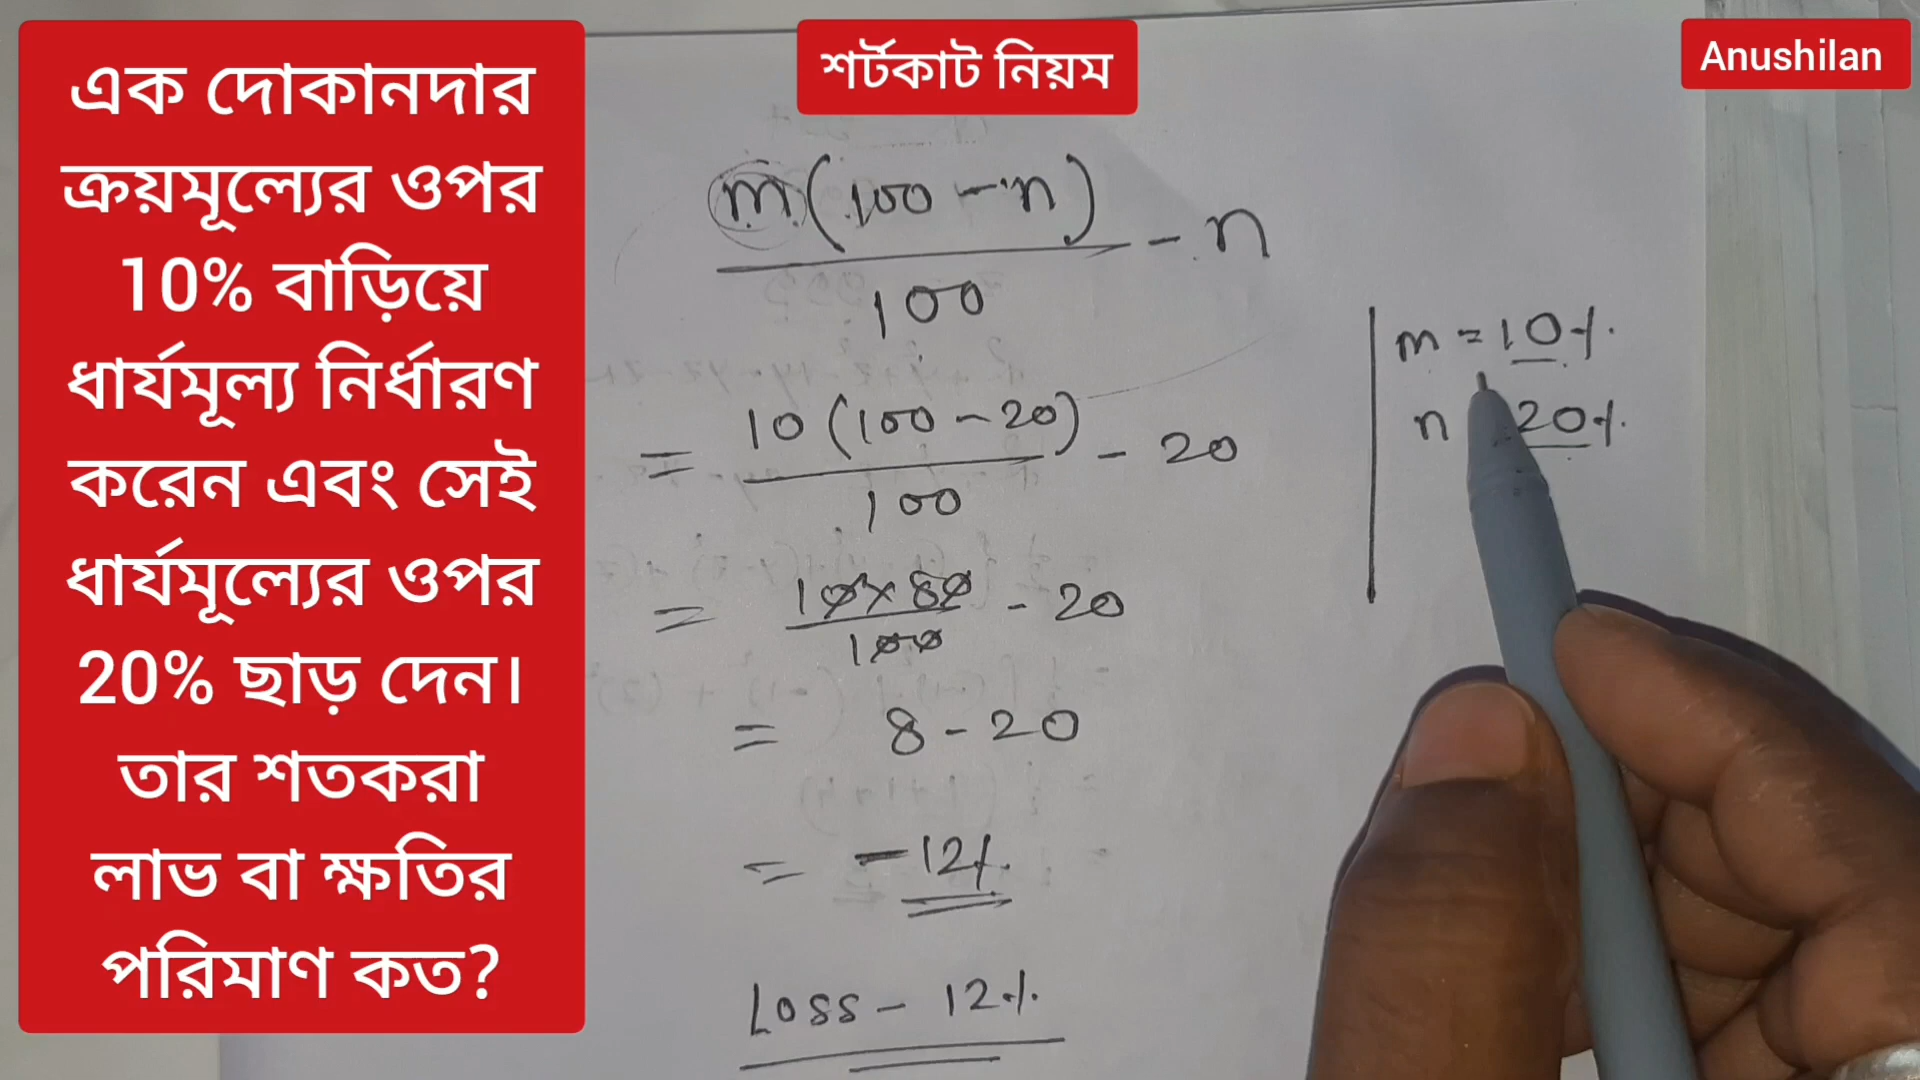 এক দোকানদার
ক্রয়মূল্যের ওপর
10% বাড়িয়ে
ধার্যমূল্য নির্ধারণ
করেন এবং সেই
ধার্যমূল্যের ওপর
20% ছাড় দেন।
তার শতকরা
লাভ বা ক্ষতির
পরিমাণ কত?
শর্টকাট নিয়ম
Anushilan
m(100-n)/100 - n
= 10(100-20)/100 - 20
= 10×80/100 - 20
= 8-20
= -12%
Loss - 12%
m = 10%
n 20%